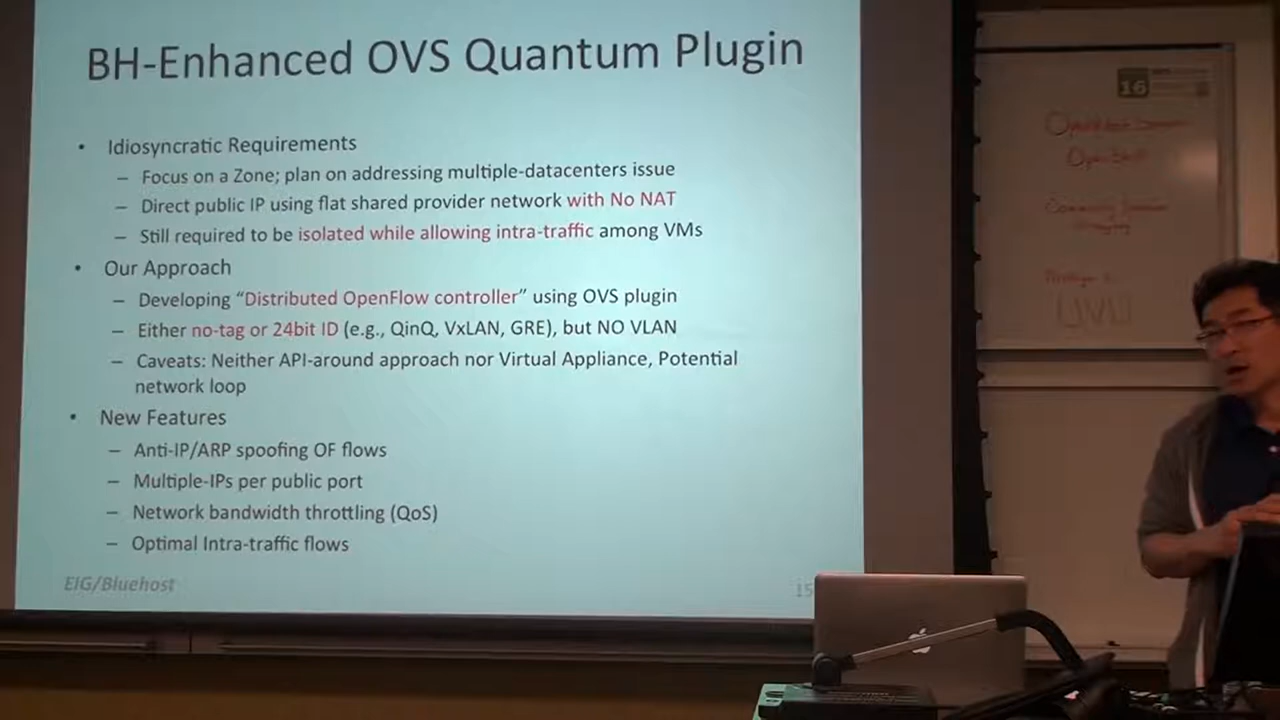 BH-Enhanced OVS Quantum Plugin
• Idiosyncratic Requirements
– Focus on a Zone; plan on addressing multiple-datacenters issue
– Direct public IP using flat shared provider network with No NAT
– Still required to be isolated while allowing intra-traffic among VMs
• Our Approach
– Developing “Distributed OpenFlow controller” using OVS plugin
– Either no-tag or 24bit ID (e.g., QinQ, VxLAN, GRE), but NO VLAN
– Caveats: Neither API-around approach nor Virtual Appliance, Potential
network loop
• New Features
– Anti-IP/ARP spoofing OF flows
– Multiple-IPs per public port
– Network bandwidth throttling (QoS)
– Optimal Intra-traffic flows
EIG/Bluehost
15
16